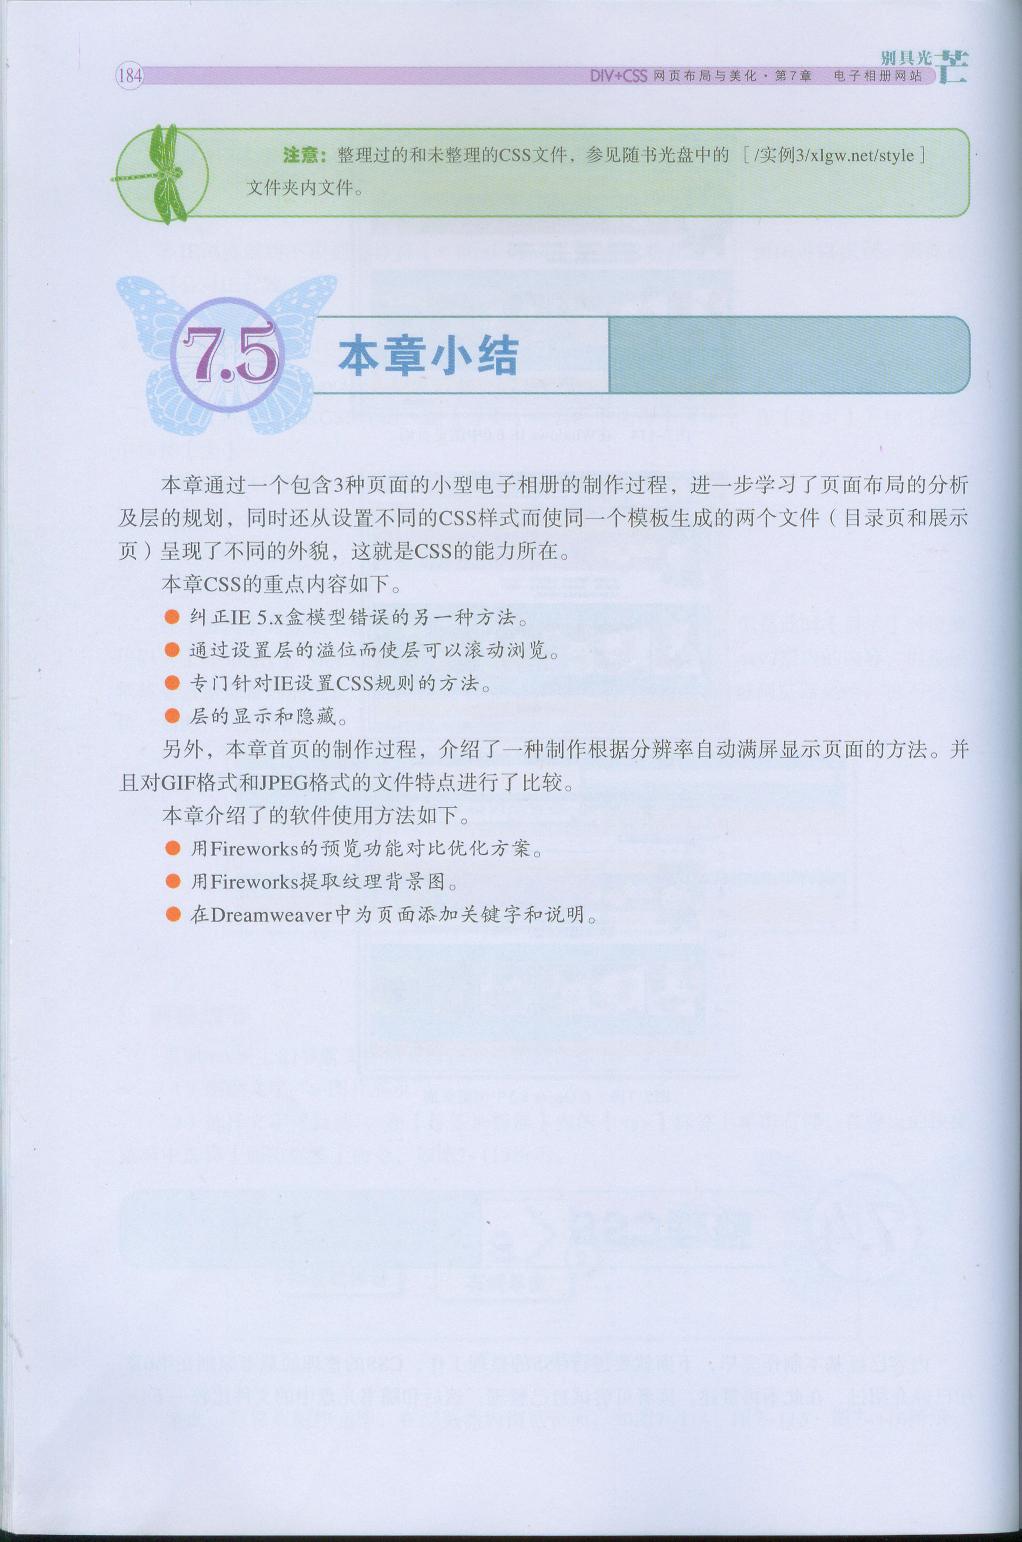 184
别具光芒
DIV+CSS 网页布局与美化·第7章 电子相册网站
注意：整理过的和未整理的CSS文件，参见随书光盘中的［/实例3/xlgw.net/style］
文件夹内文件。
7.5 本章小结
本章通过一个包含3种页面的小型电子相册的制作过程，进一步学习了页面布局的分析
及层的规划，同时还从设置不同的CSS样式而使同一个模板生成的两个文件（目录页和展示
页）呈现了不同的外貌，这就是CSS的能力所在。
本章CSS的重点内容如下。
● 纠正IE 5.x盒模型错误的另一种方法。
● 通过设置层的溢位而使层可以滚动浏览。
● 专门针对IE设置CSS规则的方法。
● 层的显示和隐藏。
另外，本章首页的制作过程，介绍了一种制作根据分辨率自动满屏显示页面的方法。并
且对GIF格式和JPEG格式的文件特点进行了比较。
本章介绍了的软件使用方法如下。
● 用Fireworks的预览功能对比优化方案。
● 用Fireworks提取纹理背景图。
● 在Dreamweaver中为页面添加关键字和说明。